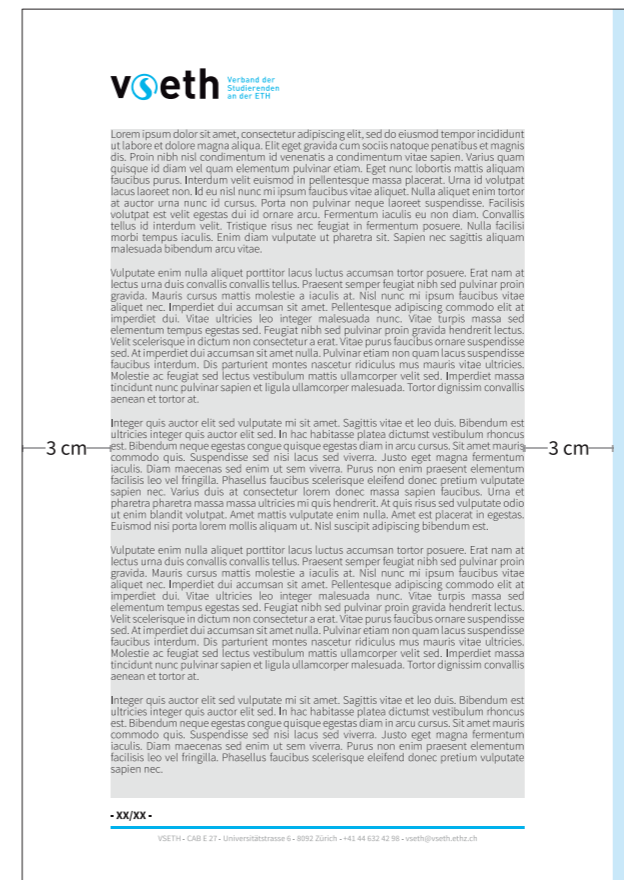 vseth Verband der
Studierenden
an der ETH
Lorem ipsum dolor sit amet, consectetur adipiscing elit, sed do eiusmod tempor incididunt
ut labore et dolore magna aliqua. Elit eget gravida cum sociis natoque penatibus et magnis
dis. Proin nibh nisl condimentum id venenatis a condimentum vitae sapien. Varius quam
quisque id diam vel quam elementum pulvinar etiam. Eget nunc lobortis mattis aliquam
faucibus purus. Interdum velit euismod in pellentesque massa placerat. Urna id volutpat
lacus laoreet non. Id eu nisl nunc mi ipsum faucibus vitae aliquet. Nulla aliquet enim tortor
at auctor urna nunc id cursus. Porta non pulvinar neque laoreet suspendisse. Facilisis
volutpat est velit egestas dui id ornare arcu. Fermentum iaculis eu non diam. Convallis
tellus id interdum velit. Tristique risus nec feugiat in fermentum posuere. Nulla facilisi
morbi tempus iaculis. Enim diam vulputate ut pharetra sit. Sapien nec sagittis aliquam
malesuada bibendum arcu vitae.
Vulputate enim nulla aliquet porttitor lacus luctus accumsan tortor posuere. Erat nam at
lectus urna duis convallis convallis tellus. Praesent semper feugiat nibh sed pulvinar proin
gravida. Mauris cursus mattis molestie a iaculis at. Nisl nunc mi ipsum faucibus vitae
aliquet nec. Imperdiet dui accumsan sit amet. Pellentesque adipiscing commodo elit at
imperdiet dui. Vitae ultricies leo integer malesuada nunc. Vitae turpis massa sed
elementum tempus egestas sed. Feugiat nibh sed pulvinar proin gravida hendrerit lectus.
Velit scelerisque in dictum non consectetur a erat. Vitae purus faucibus ornare suspendisse
sed. At imperdiet dui accumsan sit amet nulla. Pulvinar etiam non quam lacus suspendisse
faucibus interdum. Dis parturient montes nascetur ridiculus mus mauris vitae ultricies.
Molestie ac feugiat sed lectus vestibulum mattis ullamcorper velit sed. Imperdiet massa
tincidunt nunc pulvinar sapien et ligula ullamcorper malesuada. Tortor dignissim convallis
aenean et tortor at.
Integer quis auctor elit sed vulputate mi sit amet. Sagittis vitae et leo duis. Bibendum est
ultricies integer quis auctor elit sed. In hac habitasse platea dictumst vestibulum rhoncus
3 cm est. Bibendum neque egestas congue quisque egestas diam in arcu cursus. Sit amet mauris 3 cm
commodo quis. Suspendisse sed nisi lacus sed viverra. Justo eget magna fermentum
iaculis. Diam maecenas sed enim ut sem viverra. Purus non enim praesent elementum
facilisis leo vel fringilla. Phasellus faucibus scelerisque eleifend donec pretium vulputate
sapien nec. Varius duis at consectetur lorem donec massa sapien faucibus. Urna et
pharetra pharetra massa massa ultricies mi quis hendrerit. At quis risus sed vulputate odio
ut enim blandit volutpat. Amet mattis vulputate enim nulla. Amet est placerat in egestas.
Euismod nisi porta lorem mollis aliquam ut. Nisl suscipit adipiscing bibendum est.
Vulputate enim nulla aliquet porttitor lacus luctus accumsan tortor posuere. Erat nam at
lectus urna duis convallis convallis tellus. Praesent semper feugiat nibh sed pulvinar proin
gravida. Mauris cursus mattis molestie a iaculis at. Nisl nunc mi ipsum faucibus vitae
aliquet nec. Imperdiet dui accumsan sit amet. Pellentesque adipiscing commodo elit at
imperdiet dui. Vitae ultricies leo integer malesuada nunc. Vitae turpis massa sed
elementum tempus egestas sed. Feugiat nibh sed pulvinar proin gravida hendrerit lectus.
Velit scelerisque in dictum non consectetur a erat. Vitae purus faucibus ornare suspendisse
sed. At imperdiet dui accumsan sit amet nulla. Pulvinar etiam non quam lacus suspendisse
faucibus interdum. Dis parturient montes nascetur ridiculus mus mauris vitae ultricies.
Molestie ac feugiat sed lectus vestibulum mattis ullamcorper velit sed. Imperdiet massa
tincidunt nunc pulvinar sapien et ligula ullamcorper malesuada. Tortor dignissim convallis
aenean et tortor at.
Integer quis auctor elit sed vulputate mi sit amet. Sagittis vitae et leo duis. Bibendum est
ultricies integer quis auctor elit sed. In hac habitasse platea dictumst vestibulum rhoncus
est. Bibendum neque egestas congue quisque egestas diam in arcu cursus. Sit amet mauris
commodo quis. Suspendisse sed nisi lacus sed viverra. Justo eget magna fermentum
iaculis. Diam maecenas sed enim ut sem viverra. Purus non enim praesent elementum
facilisis leo vel fringilla. Phasellus faucibus scelerisque eleifend donec pretium vulputate
sapien nec.
- XX/XX -
VSETH - CAB E 27 - Universitätstrasse 6 - 8092 Zürich - +41 44 632 42 98 - vseth@vseth.ethz.ch